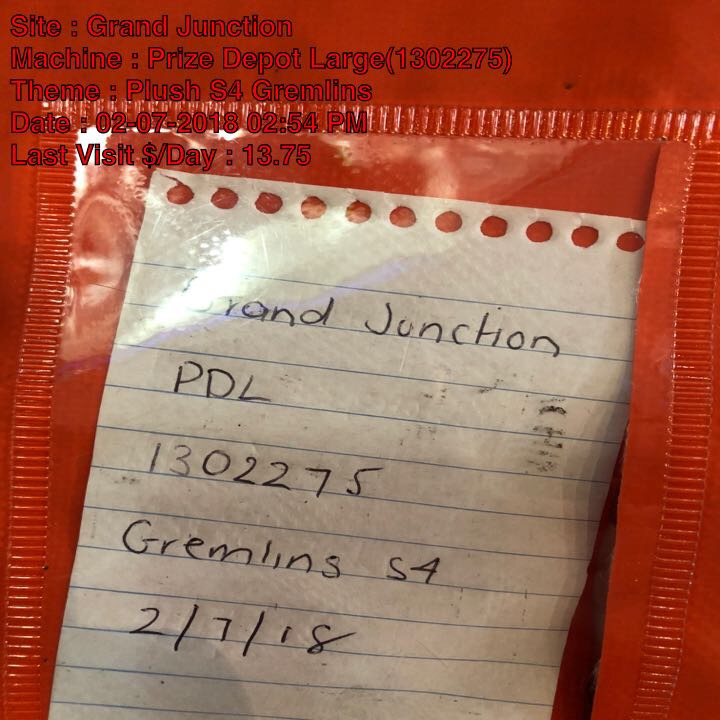 Site : Grand Junction
Machine : Prize Depot Large(1302275)
Theme : Plush S4 Gremlins
Date : 02-07-2018 02:54 PM
Last Visit $/Day : 13.75
Grand Junction
PDL
1302275
Gremlins S4
2/7/18